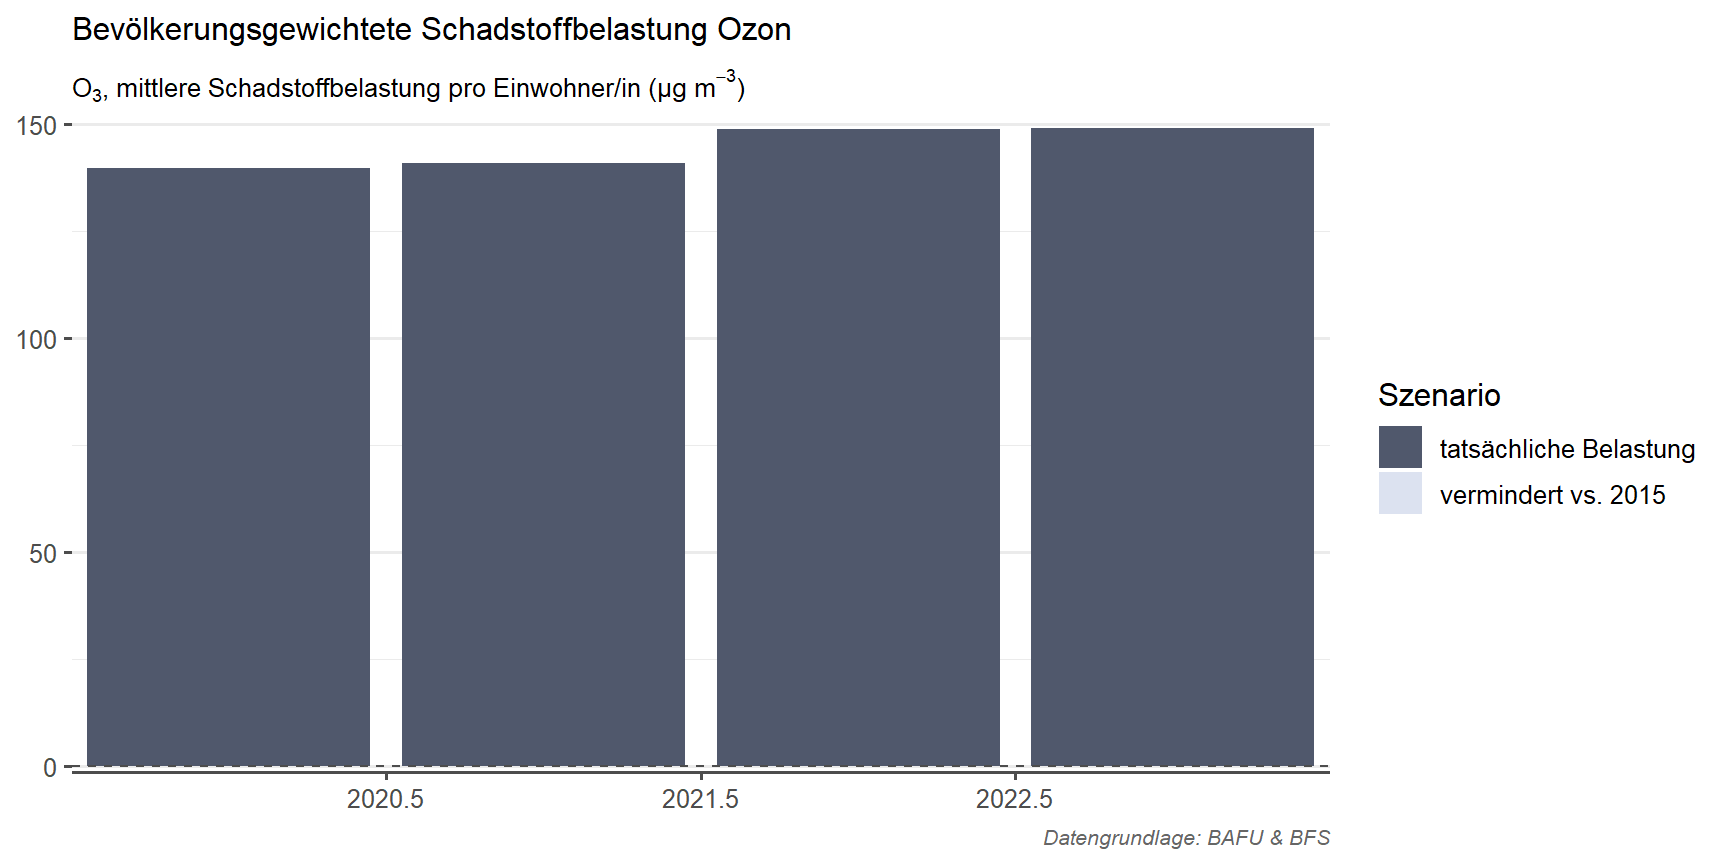 Bevölkerungsgewichtete Schadstoffbelastung Ozon
O₃, mittlere Schadstoffbelastung pro Einwohner/in (µg m⁻³)
150
100
50
0
2020.5 2021.5 2022.5
Szenario
tatsächliche Belastung
vermindert vs. 2015
Datengrundlage: BAFU & BFS